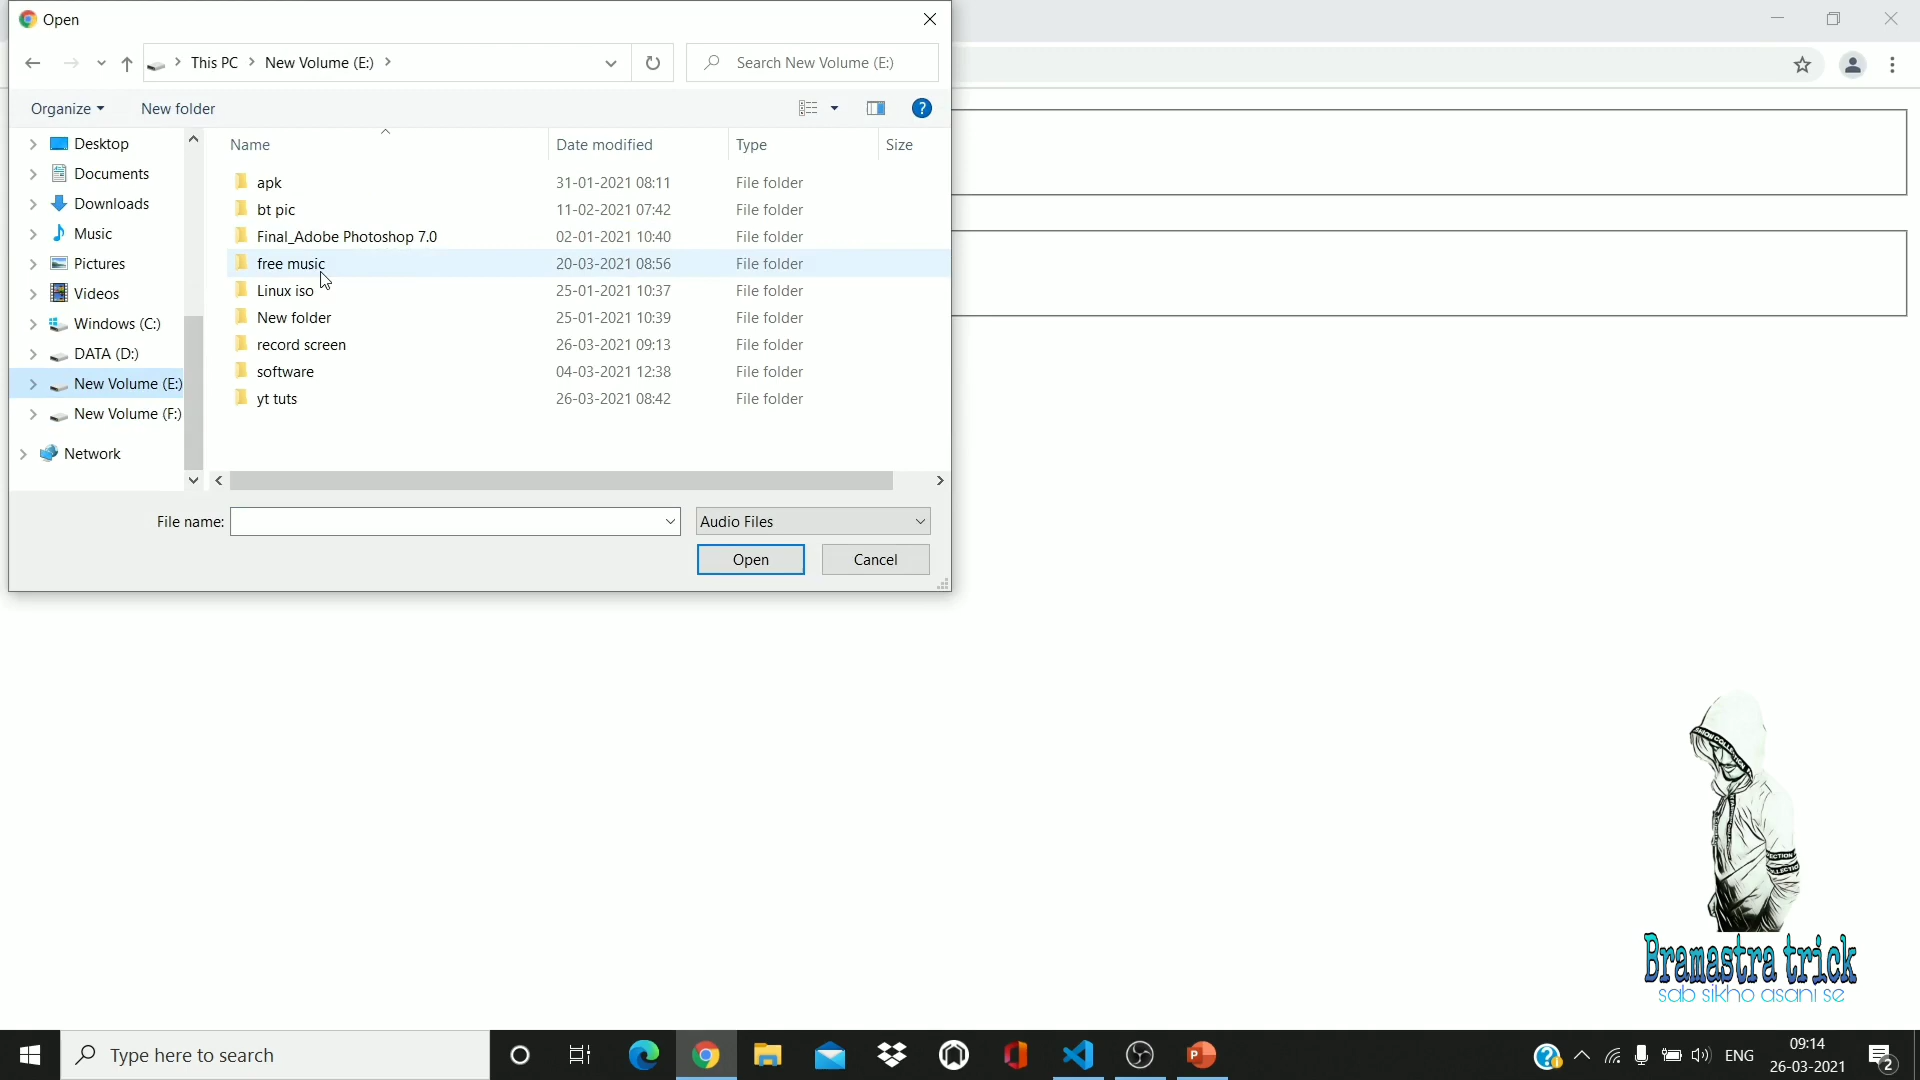 Open
This PC
New Volume (E:)
Search New Volume (E:)
Organize
New folder
Desktop
Documents
Downloads
Music
Pictures
Videos
Windows (C:)
DATA (D:)
New Volume (E:)
New Volume (F:)
Network
Name Date modified Type Size
apk 31-01-2021 08:11 File folder
bt pic 11-02-2021 07:42 File folder
Final_Adobe Photoshop 7.0 02-01-2021 10:40 File folder
free music 20-03-2021 08:56 File folder
Linux iso 25-01-2021 10:37 File folder
New folder 25-01-2021 10:39 File folder
record screen 26-03-2021 09:13 File folder
software 04-03-2021 12:38 File folder
yt tuts 26-03-2021 08:42 File folder
File name:
Audio Files
Open
Cancel
Bramastra trick
sab sikho asani se
Type here to search
ENG
09:14
26-03-2021
2